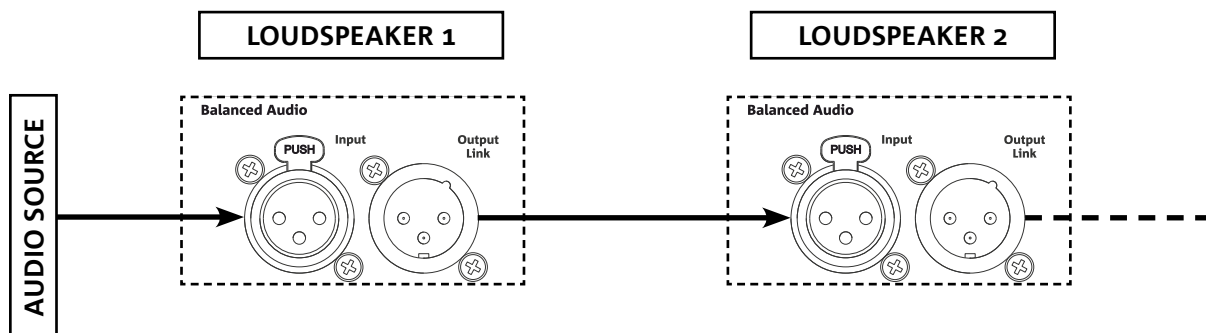 LOUDSPEAKER 1
LOUDSPEAKER 2
AUDIO SOURCE
Balanced Audio
PUSH
Input
Output
Link
Balanced Audio
PUSH
Input
Output
Link